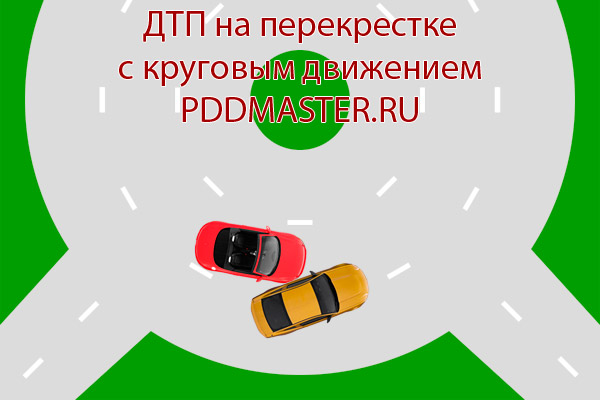 ДТП на перекрестке
с круговым движением
PDDMASTER.RU